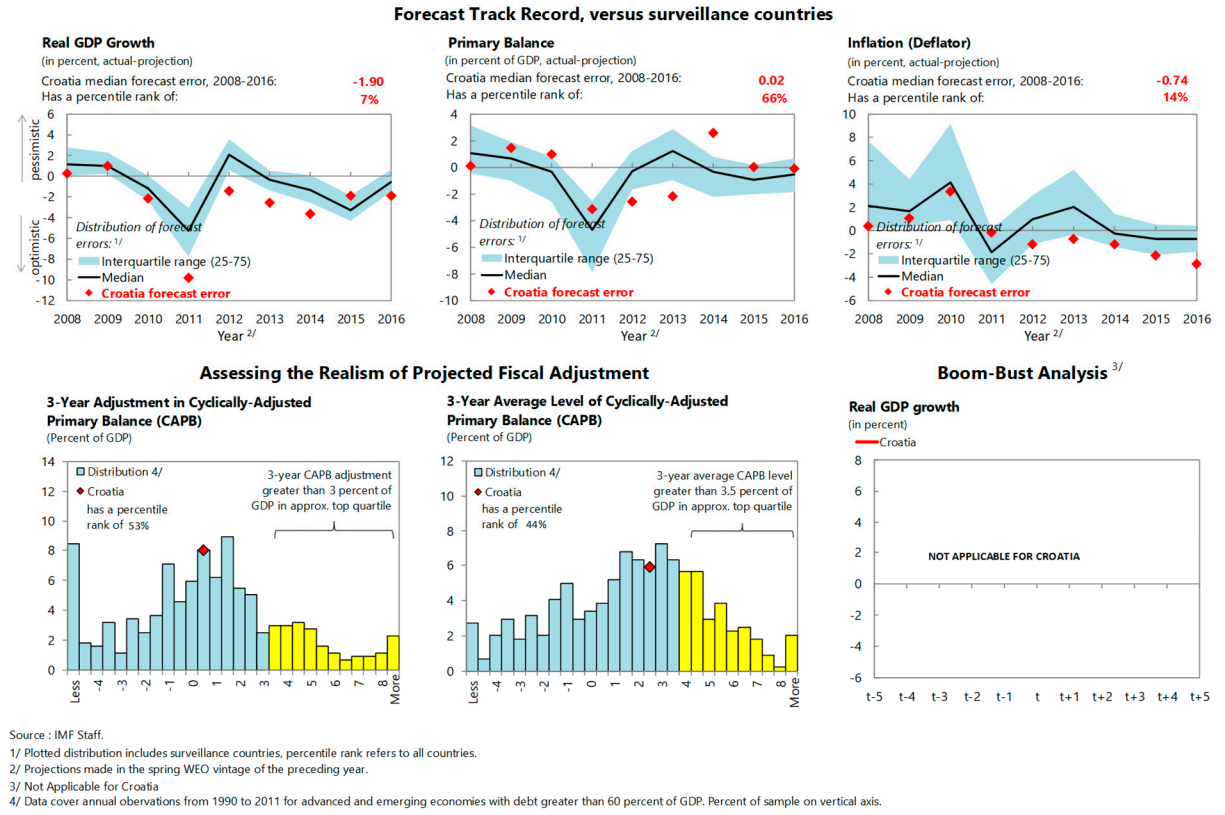 Forecast Track Record, versus surveillance countries
Real GDP Growth
(in percent, actual-projection)
Croatia median forecast error, 2008-2016: -1.90
Has a percentile rank of: 7%
pessimistic
optimistic
6
4
2
0
-2
-4
-6
-8
-10
-12
Distribution of forecast
errors: 1/
Interquartile range (25-75)
Median
Croatia forecast error
2008 2009 2010 2011 2012 2013 2014 2015 2016
Year 2/
Primary Balance
(in percent of GDP, actual-projection)
Croatia median forecast error, 2008-2016: 0.02
Has a percentile rank of: 66%
4
2
0
-2
-4
-6
-8
-10
Distribution of forecast
errors: 1/
Interquartile range (25-75)
Median
Croatia forecast error
2008 2009 2010 2011 2012 2013 2014 2015 2016
Year 2/
Inflation (Deflator)
(in percent, actual-projection)
Croatia median forecast error, 2008-2016: -0.74
Has a percentile rank of: 14%
10
8
6
4
2
0
-2
-4
-6
Distribution of forecast
errors: 1/
Interquartile range (25-75)
Median
Croatia forecast error
2008 2009 2010 2011 2012 2013 2014 2015 2016
Year 2/
Assessing the Realism of Projected Fiscal Adjustment
3-Year Adjustment in Cyclically-Adjusted
Primary Balance (CAPB)
(Percent of GDP)
14
12
10
8
6
4
2
0
Distribution 4/
Croatia
has a percentile
rank of 53%
3-year CAPB adjustment
greater than 3 percent of
GDP in approx. top quartile
Less -4 -3 -2 -1 0 1 2 3 4 5 6 7 8 More
3-Year Average Level of Cyclically-Adjusted
Primary Balance (CAPB)
(Percent of GDP)
12
10
8
6
4
2
0
Distribution 4/
Croatia
has a percentile
rank of 44%
3-year average CAPB level
greater than 3.5 percent of
GDP in approx. top quartile
Less -4 -3 -2 -1 0 1 2 3 4 5 6 7 8 More
Boom-Bust Analysis 3/
Real GDP growth
(in percent)
Croatia
8
6
4
2
0
-2
-4
-6
NOT APPLICABLE FOR CROATIA
t-5 t-4 t-3 t-2 t-1 t t+1 t+2 t+3 t+4 t+5
Source : IMF Staff.
1/ Plotted distribution includes surveillance countries, percentile rank refers to all countries.
2/ Projections made in the spring WEO vintage of the preceding year.
3/ Not Applicable for Croatia
4/ Data cover annual obervations from 1990 to 2011 for advanced and emerging economies with debt greater than 60 percent of GDP. Percent of sample on vertical axis.